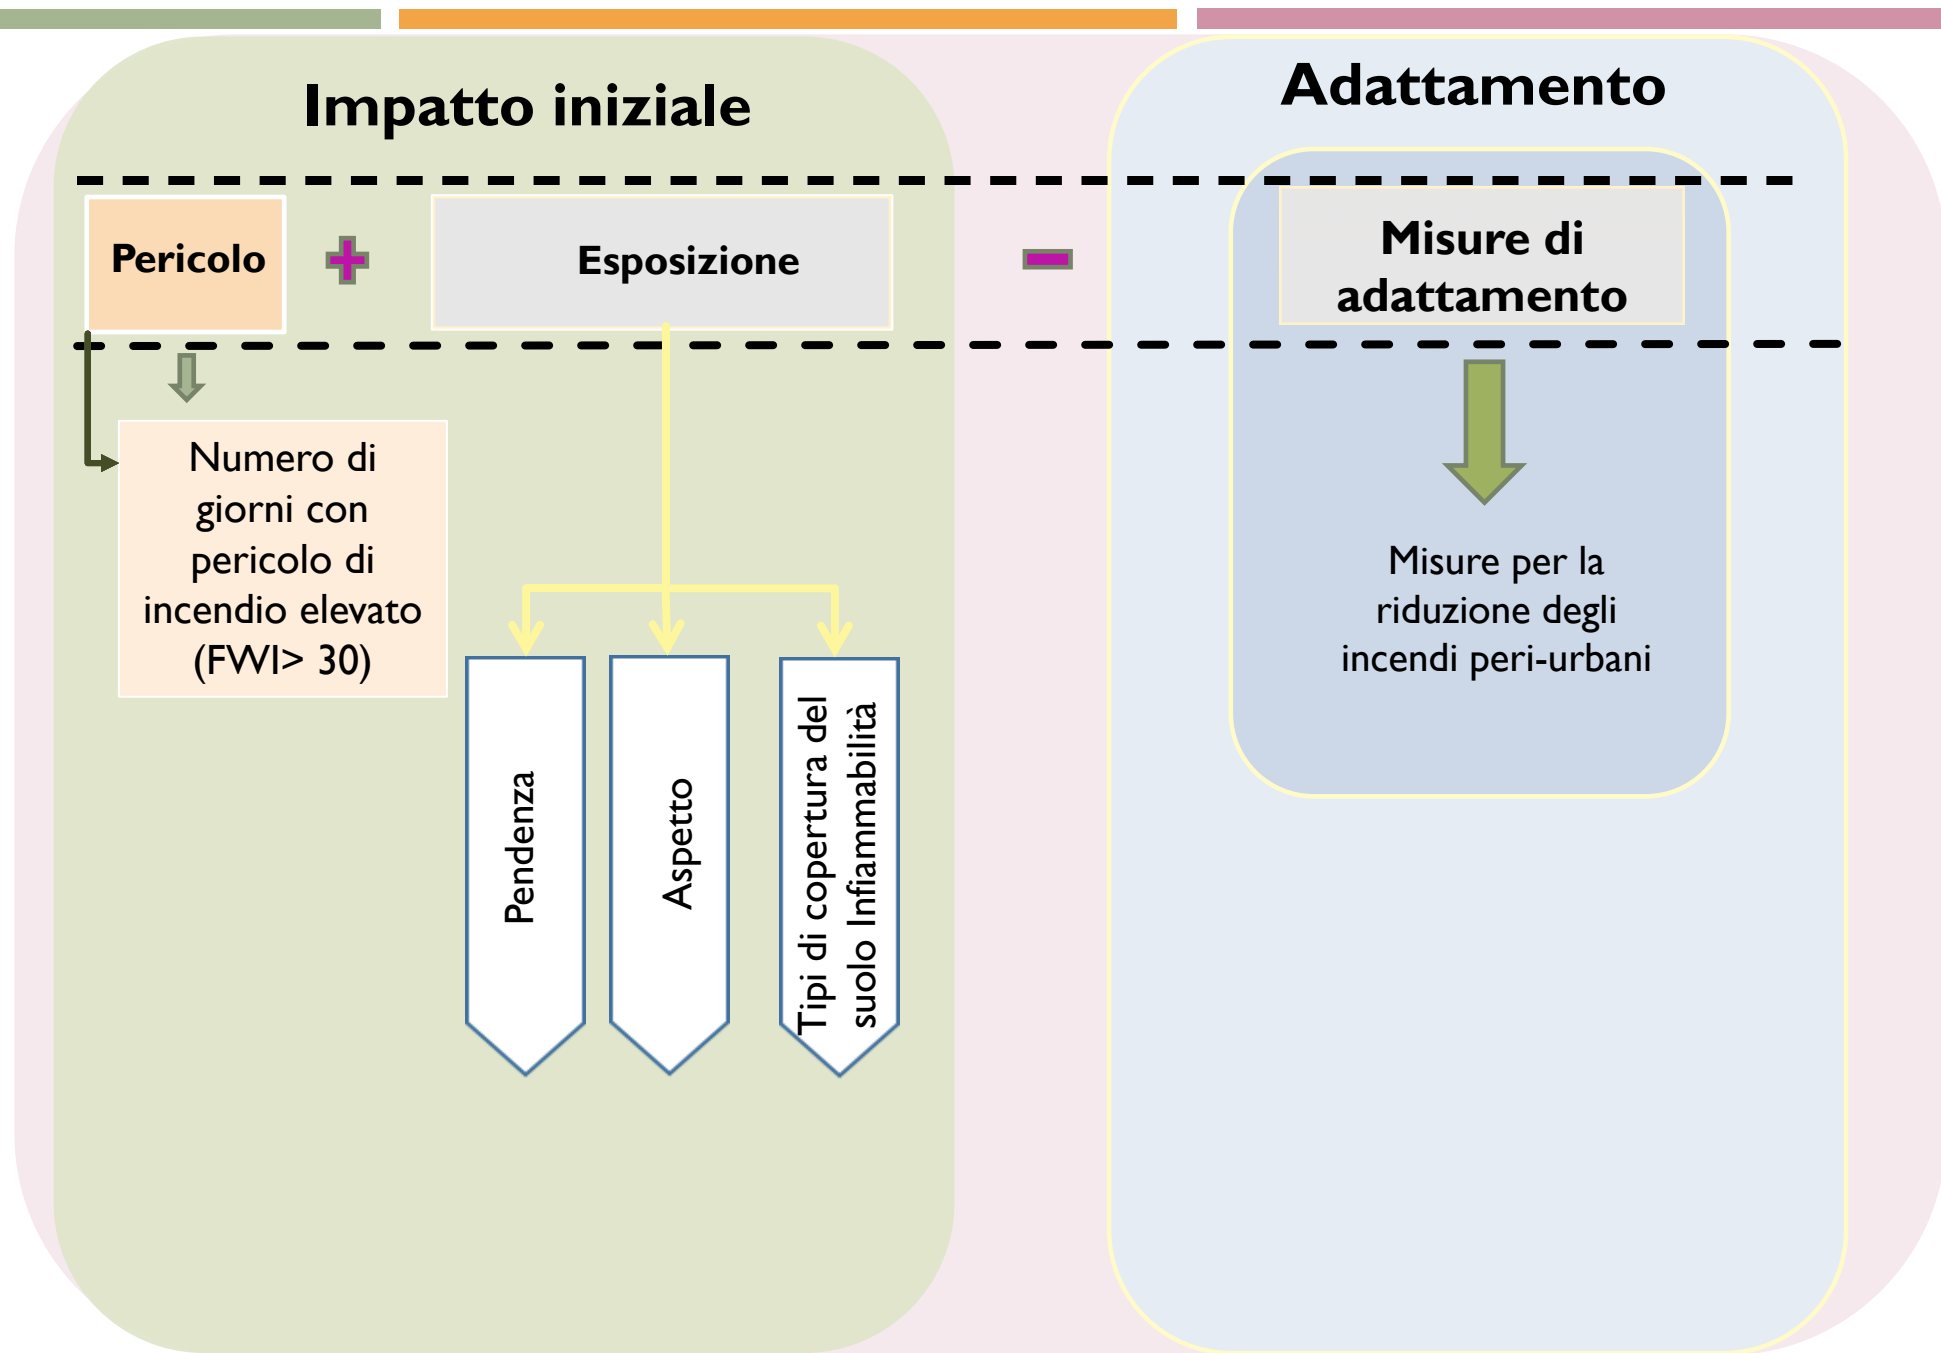 Impatto iniziale
Adattamento
Pericolo
Esposizione
Misure di
adattamento
Numero di
giorni con
pericolo di
incendio elevato
(FWI> 30)
Pendenza
Aspetto
Tipi di copertura del
suolo Infiammabilità
Misure per la
riduzione degli
incendi peri-urbani